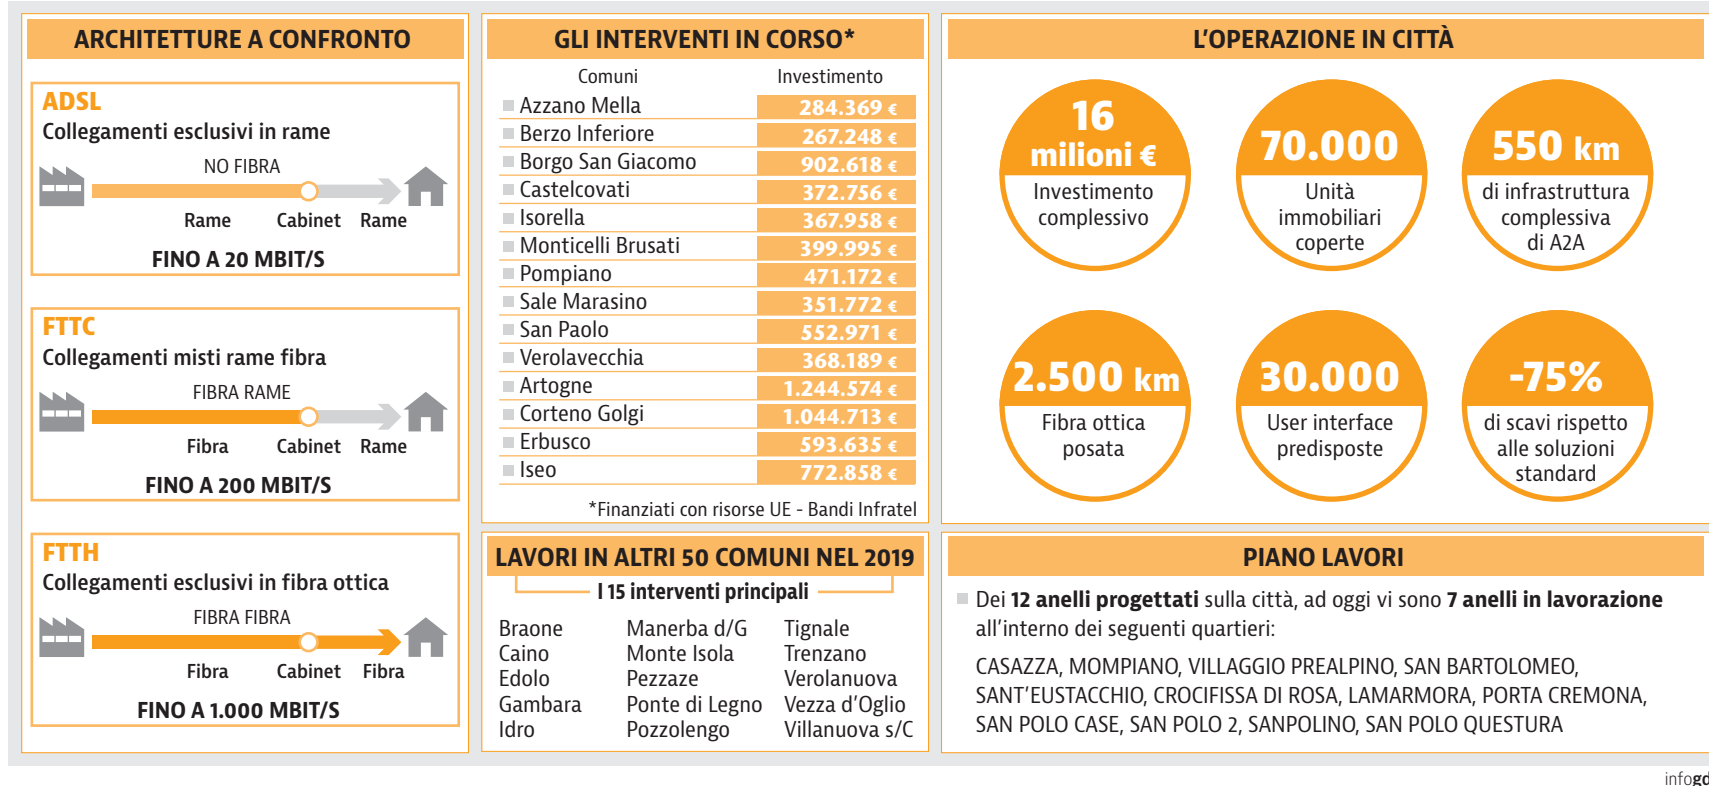 ARCHITETTURE A CONFRONTO
ADSL
Collegamenti esclusivi in rame
NO FIBRA
Rame Cabinet Rame
FINO A 20 MBIT/S
FTTC
Collegamenti misti rame fibra
FIBRA RAME
Fibra Cabinet Rame
FINO A 200 MBIT/S
FTTH
Collegamenti esclusivi in fibra ottica
FIBRA FIBRA
Fibra Cabinet Fibra
FINO A 1.000 MBIT/S
GLI INTERVENTI IN CORSO*
Comuni Investimento
Azzano Mella 284.369 €
Berzo Inferiore 267.248 €
Borgo San Giacomo 902.618 €
Castelcovati 372.756 €
Isorella 367.958 €
Monticelli Brusati 399.995 €
Pompiano 471.172 €
Sale Marasino 351.772 €
San Paolo 552.971 €
Verolavecchia 368.189 €
Artogne 1.244.574 €
Corteno Golgi 1.044.713 €
Erbusco 593.635 €
Iseo 772.858 €
*Finanziati con risorse UE - Bandi Infratel
LAVORI IN ALTRI 50 COMUNI NEL 2019
I 15 interventi principali
Braone Manerba d/G Tignale
Caino Monte Isola Trenzano
Edolo Pezzaze Verolanuova
Gambara Ponte di Legno Vezza d'Oglio
Idro Pozzolengo Villanuova s/C
L'OPERAZIONE IN CITTÀ
16
milioni €
Investimento
complessivo
70.000
Unità
immobiliari
coperte
550 km
di infrastruttura
complessiva
di A2A
2.500 km
Fibra ottica
posata
30.000
User interface
predisposte
-75%
di scavi rispetto
alle soluzioni
standard
PIANO LAVORI
Dei 12 anelli progettati sulla città, ad oggi vi sono 7 anelli in lavorazione
all'interno dei seguenti quartieri:
CASAZZA, MOMPIANO, VILLAGGIO PREALPINO, SAN BARTOLOMEO,
SANT'EUSTACCHIO, CROCIFISSA DI ROSA, LAMARMORA, PORTA CREMONA,
SAN POLO CASE, SAN POLO 2, SANPOLINO, SAN POLO QUESTURA
infogd